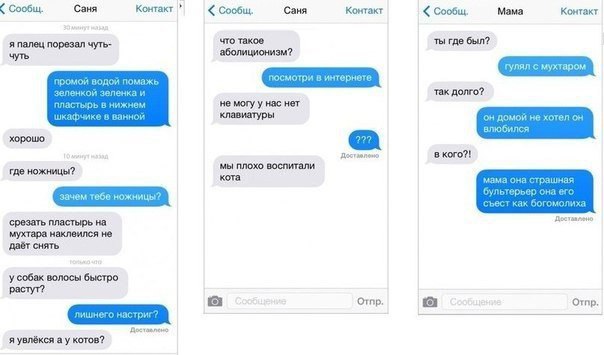 Сообщ. Саня Контакт
30 минут назад
я палец порезал чуть-
чуть
промой водой помажь
зеленкой зеленка и
пластырь в нижнем
шкафчике в ванной
хорошо
10 минут назад
где ножницы?
зачем тебе ножницы?
срезать пластырь на
мухтара наклеился не
даёт снять
только что
у собак волосы быстро
растут?
лишнего настриг?
Доставлено
я увлёкся а у котов?
Сообщ. Саня Контакт
что такое
аболиционизм?
посмотри в интернете
не могу у нас нет
клавиатуры
???
Доставлено
мы плохо воспитали
кота
Сообщение Отпр.
Сообщ. Мама Контакт
ты где был?
гулял с мухтаром
так долго?
он домой не хотел он
влюбился
в кого?!
мама она страшная
бультерьер она его
съест как богомолиха
Доставлено
Сообщение Отпр.